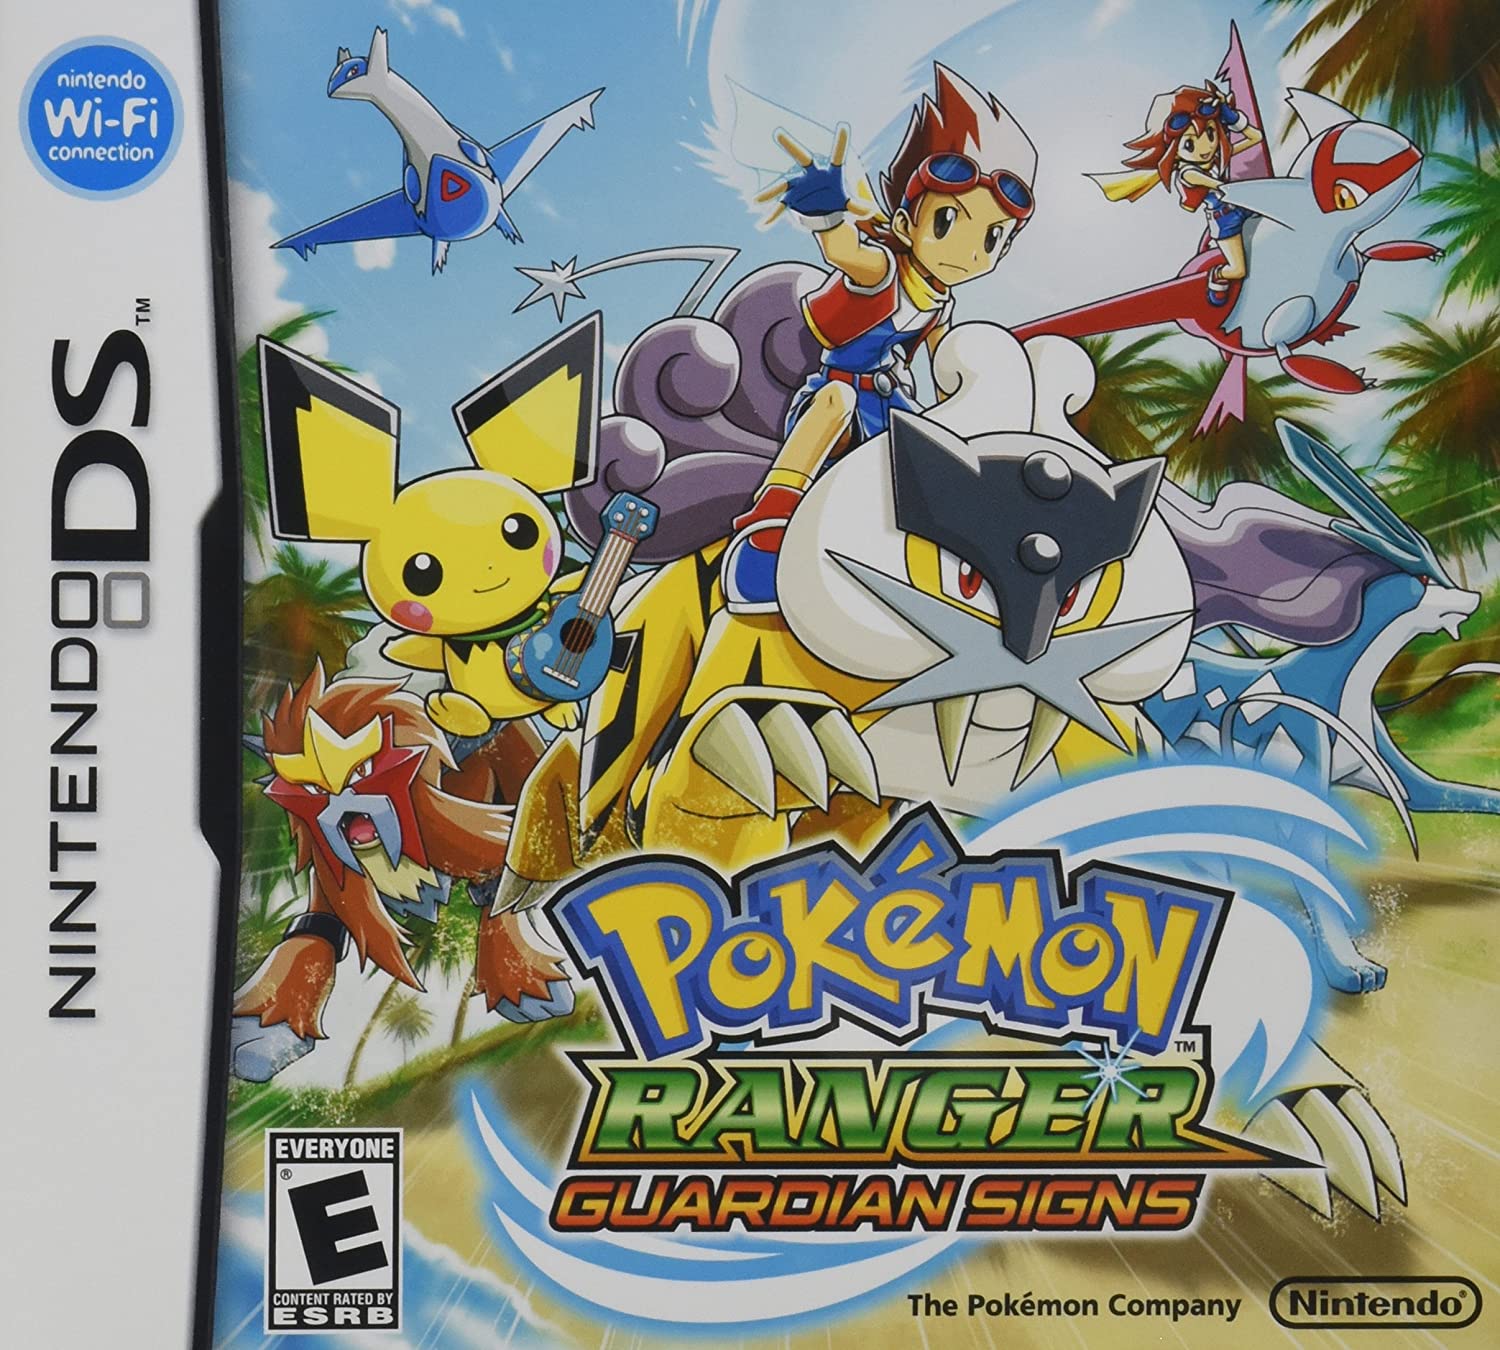 nintendo
Wi-Fi
connection
NINTENDO DS™
POKÉMON™
RANGER
GUARDIAN SIGNS
EVERYONE
E®
CONTENT RATED BY
ESRB
The Pokémon Company
Nintendo®